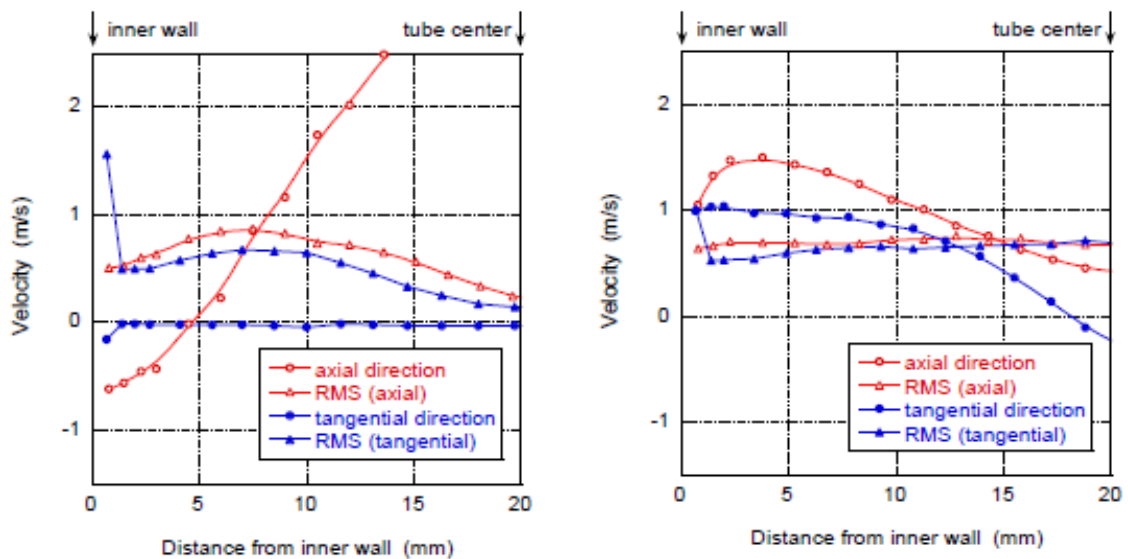 inner wall tube center
2
1
0
-1
Velocity (m/s)
axial direction
RMS (axial)
tangential direction
RMS (tangential)
0 5 10 15 20
Distance from inner wall (mm)
inner wall tube center
2
1
0
-1
Velocity (m/s)
axial direction
RMS (axial)
tangential direction
RMS (tangential)
0 5 10 15 20
Distance from inner wall (mm)